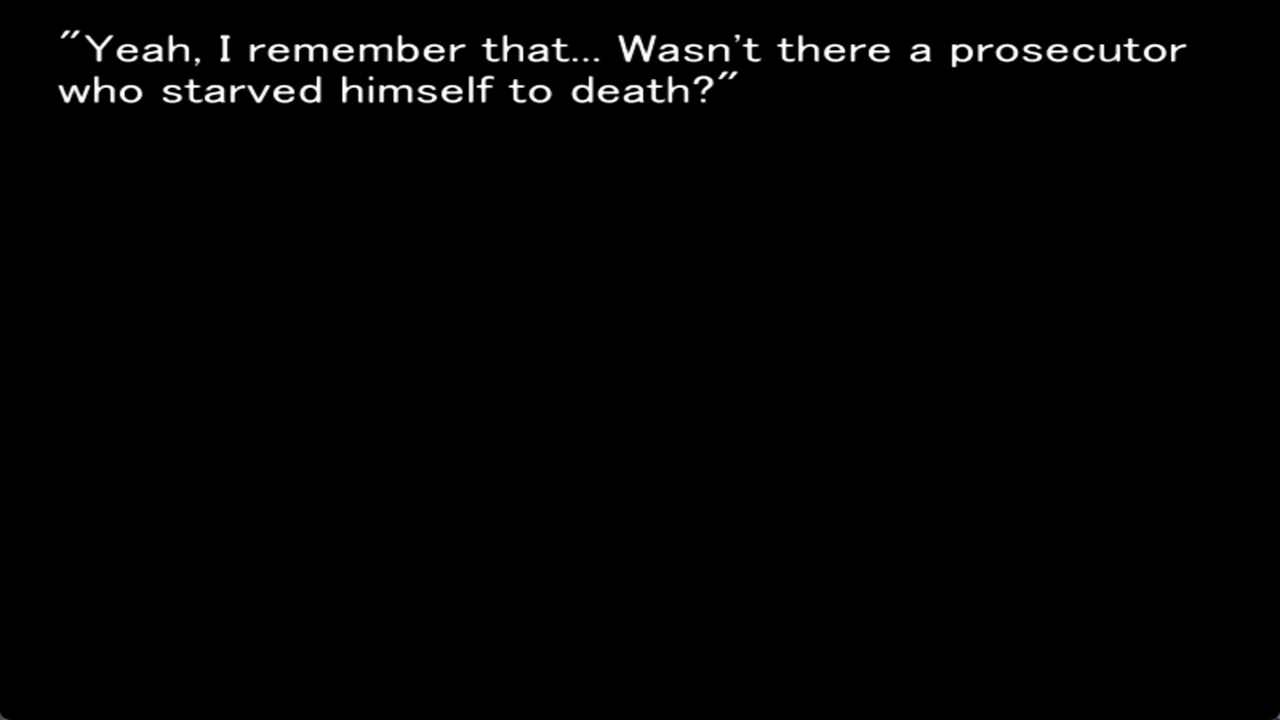 "Yeah, I remember that... Wasn't there a prosecutor
who starved himself to death?"